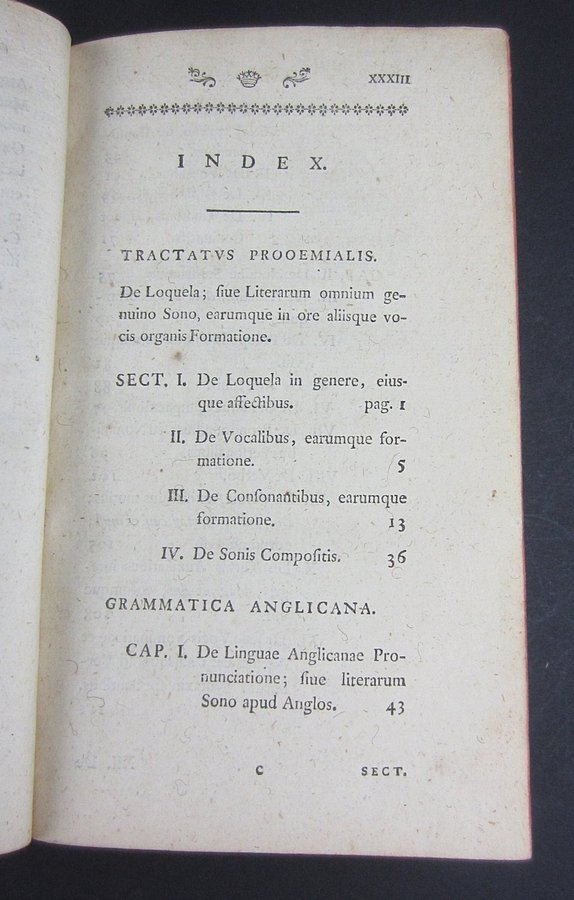 XXXIII
I N D E X.
TRACTATVS PROOEMIALIS.
De Loquela; ſiue Literarum omnium ge-
nuino Sono, earumque in ore aliisque vo-
cis organis Formatione.
SECT. I. De Loquela in genere, eius-
que affectibus. pag. 1
II. De Vocalibus, earumque for-
matione. 5
III. De Conſonantibus, earumque
formatione. 13
IV. De Sonis Compoſitis. 36
GRAMMATICA ANGLICANA.
CAP. I. De Linguae Anglicanae Pro-
nunciatione; ſiue literarum
Sono apud Anglos. 43
C SECT.